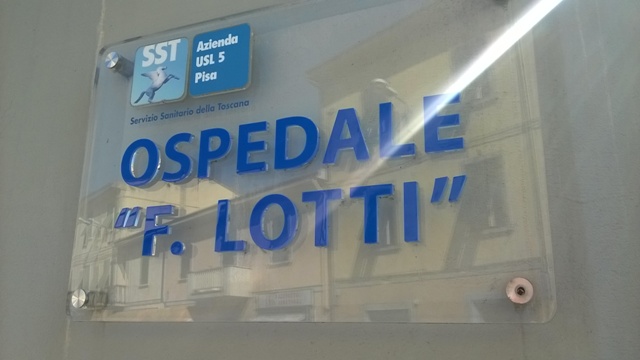 SST
Azienda
USL 5
Pisa
Servizio Sanitario della Toscana
OSPEDALE
"F. LOTTI"